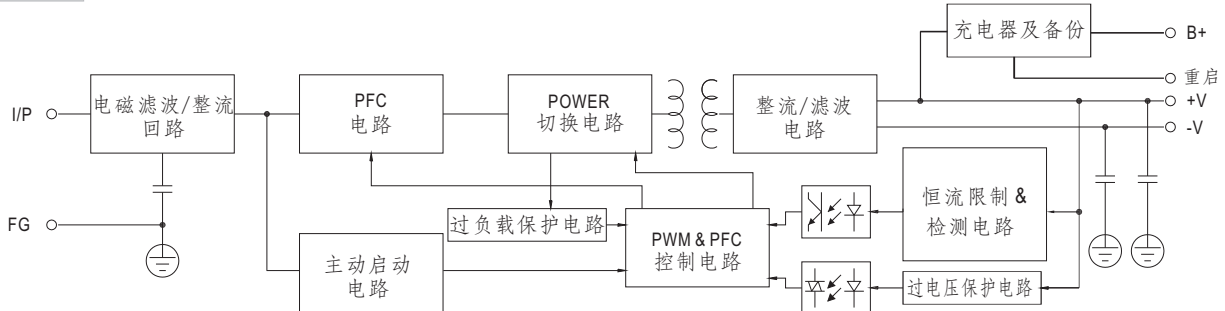 充电器及备份
B+
重启
I/P
电磁滤波/整流
回路
PFC
电路
POWER
切换电路
整流/滤波
电路
+V
-V
FG
过负载保护电路
PWM & PFC
控制电路
恒流限制 &
检测电路
主动启动
电路
过电压保护电路